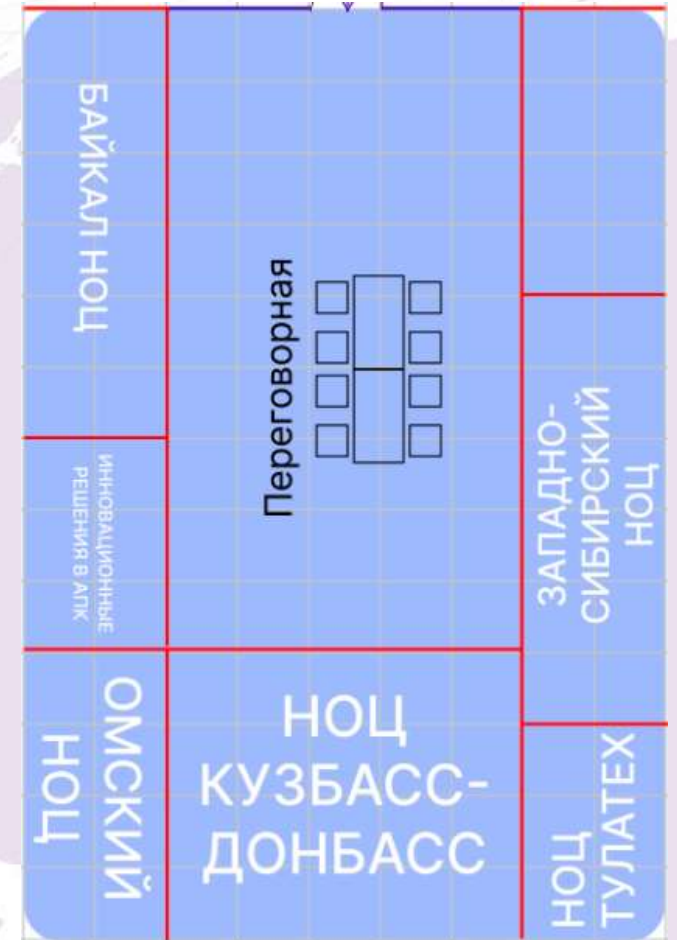 БАЙКАЛ НОЦ
Переговорная
ИННОВАЦИОННЫЕ
РЕШЕНИЯ В АПК
ЗАПАДНО-
СИБИРСКИЙ
НОЦ
ОМСКИЙ
НОЦ
НОЦ
КУЗБАСС-
ДОНБАСС
НОЦ
ТУЛАТЕХ